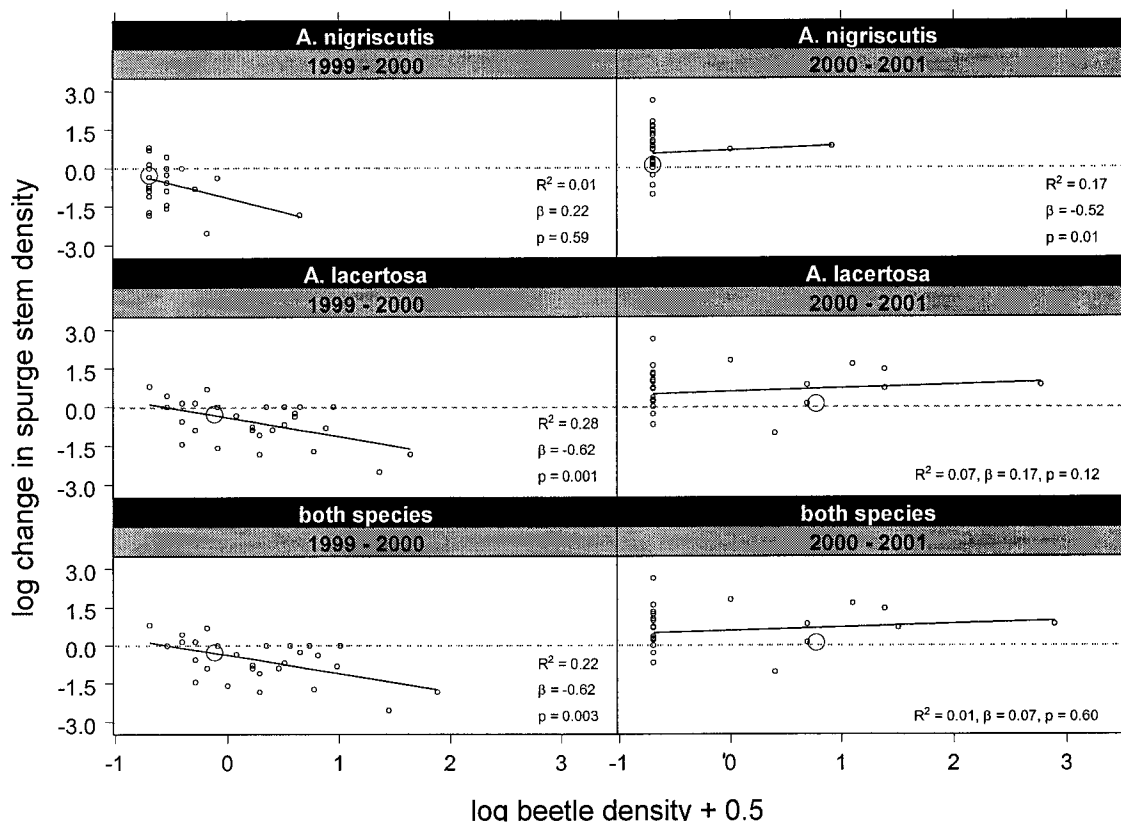 A. nigriscutis
1999 - 2000
3.0
1.5
0.0
-1.5
-3.0
R² = 0.01
β = 0.22
p = 0.59
A. nigriscutis
2000 - 2001
R² = 0.17
β = -0.52
p = 0.01
A. lacertosa
1999 - 2000
3.0
1.5
0.0
-1.5
-3.0
R² = 0.28
β = -0.62
p = 0.001
A. lacertosa
2000 - 2001
R² = 0.07, β = 0.17, p = 0.12
both species
1999 - 2000
3.0
1.5
0.0
-1.5
-3.0
R² = 0.22
β = -0.62
p = 0.003
both species
2000 - 2001
R² = 0.01, β = 0.07, p = 0.60
-1 0 1 2 3
-1 0 1 2 3
log change in spurge stem density
log beetle density + 0.5